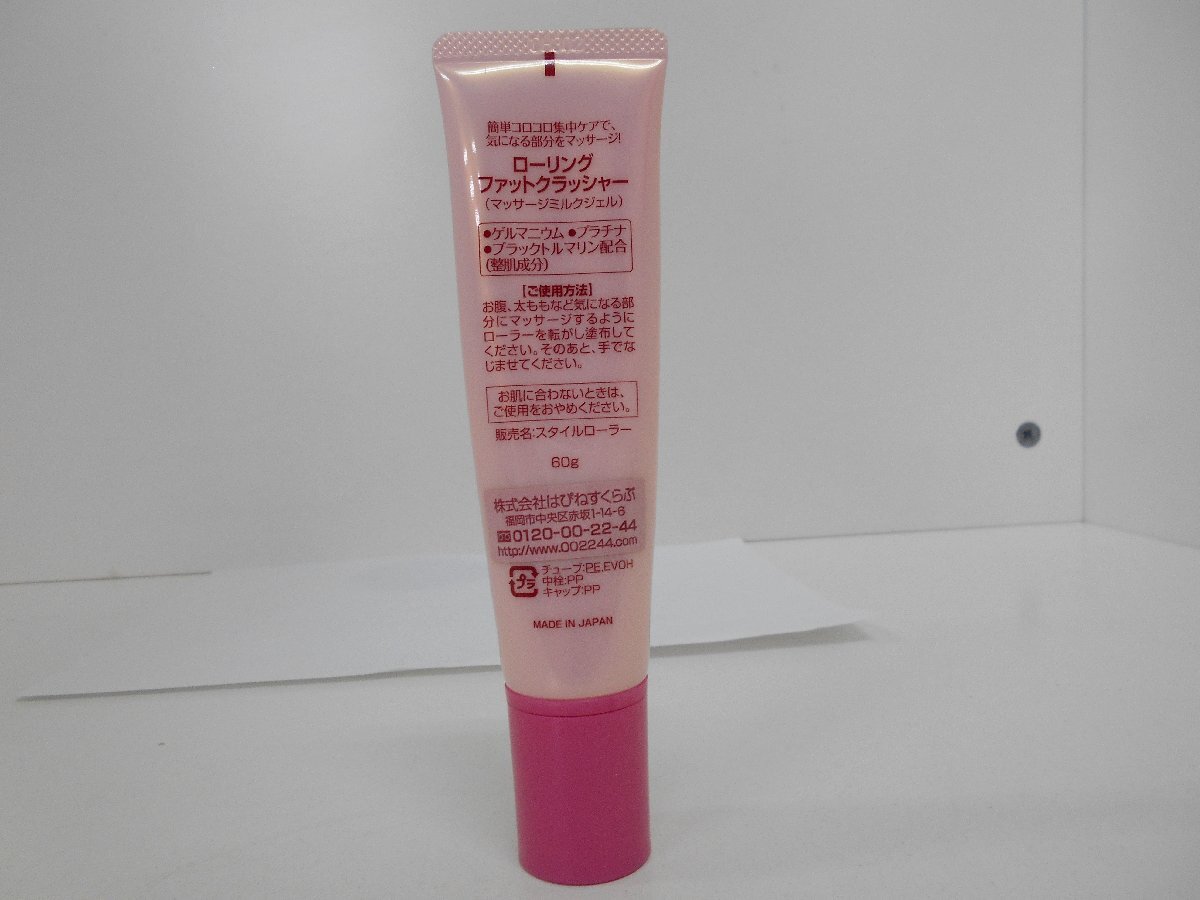 簡単コロコロ集中ケアで、
気になる部分をマッサージ!
ローリング
ファットクラッシャー
(マッサージミルクジェル)
●ゲルマニウム ●プラチナ
●ブラックトルマリン配合
(整肌成分)
【ご使用方法】
お腹、太ももなど気になる部
分にマッサージするように
ローラーを転がし塗布して
ください。そのあと、手でな
じませてください。
お肌に合わないときは、
ご使用をおやめください。
販売名:スタイルローラー
60g
株式会社はぴねすくらぶ
福岡市中央区赤坂1-14-6
0120-00-22-44
http://www.002244.com
プラ
チューブ:PE,EVOH
中栓:PP
キャップ:PP
MADE IN JAPAN